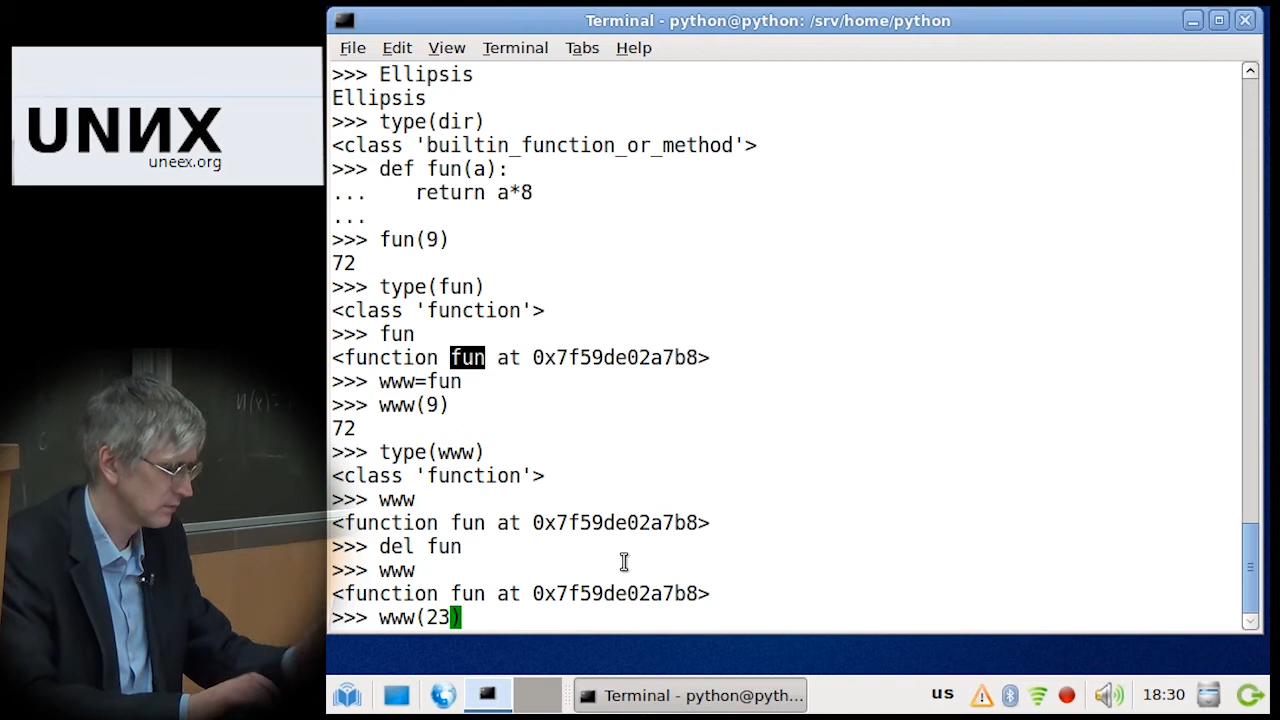 UNИX
uneex.org
Terminal - python@python: /srv/home/python
File Edit View Terminal Tabs Help
>>> Ellipsis
Ellipsis
>>> type(dir)
<class 'builtin_function_or_method'>
>>> def fun(a):
...    return a*8
...
>>> fun(9)
72
>>> type(fun)
<class 'function'>
>>> fun
<function fun at 0x7f59de02a7b8>
>>> www=fun
>>> www(9)
72
>>> type(www)
<class 'function'>
>>> www
<function fun at 0x7f59de02a7b8>
>>> del fun
>>> www
<function fun at 0x7f59de02a7b8>
>>> www(23)
Terminal - python@pyth...
us
18:30